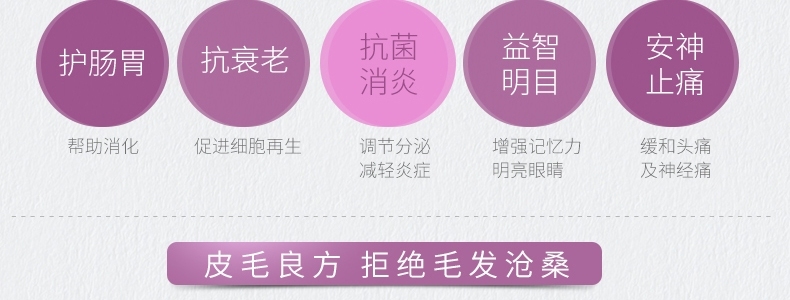 护肠胃
抗衰老
抗菌
消炎
益智
明目
安神
止痛
帮助消化
促进细胞再生
调节分泌
减轻炎症
增强记忆力
明亮眼睛
缓和头痛
及神经痛
皮毛良方 拒绝毛发沧桑